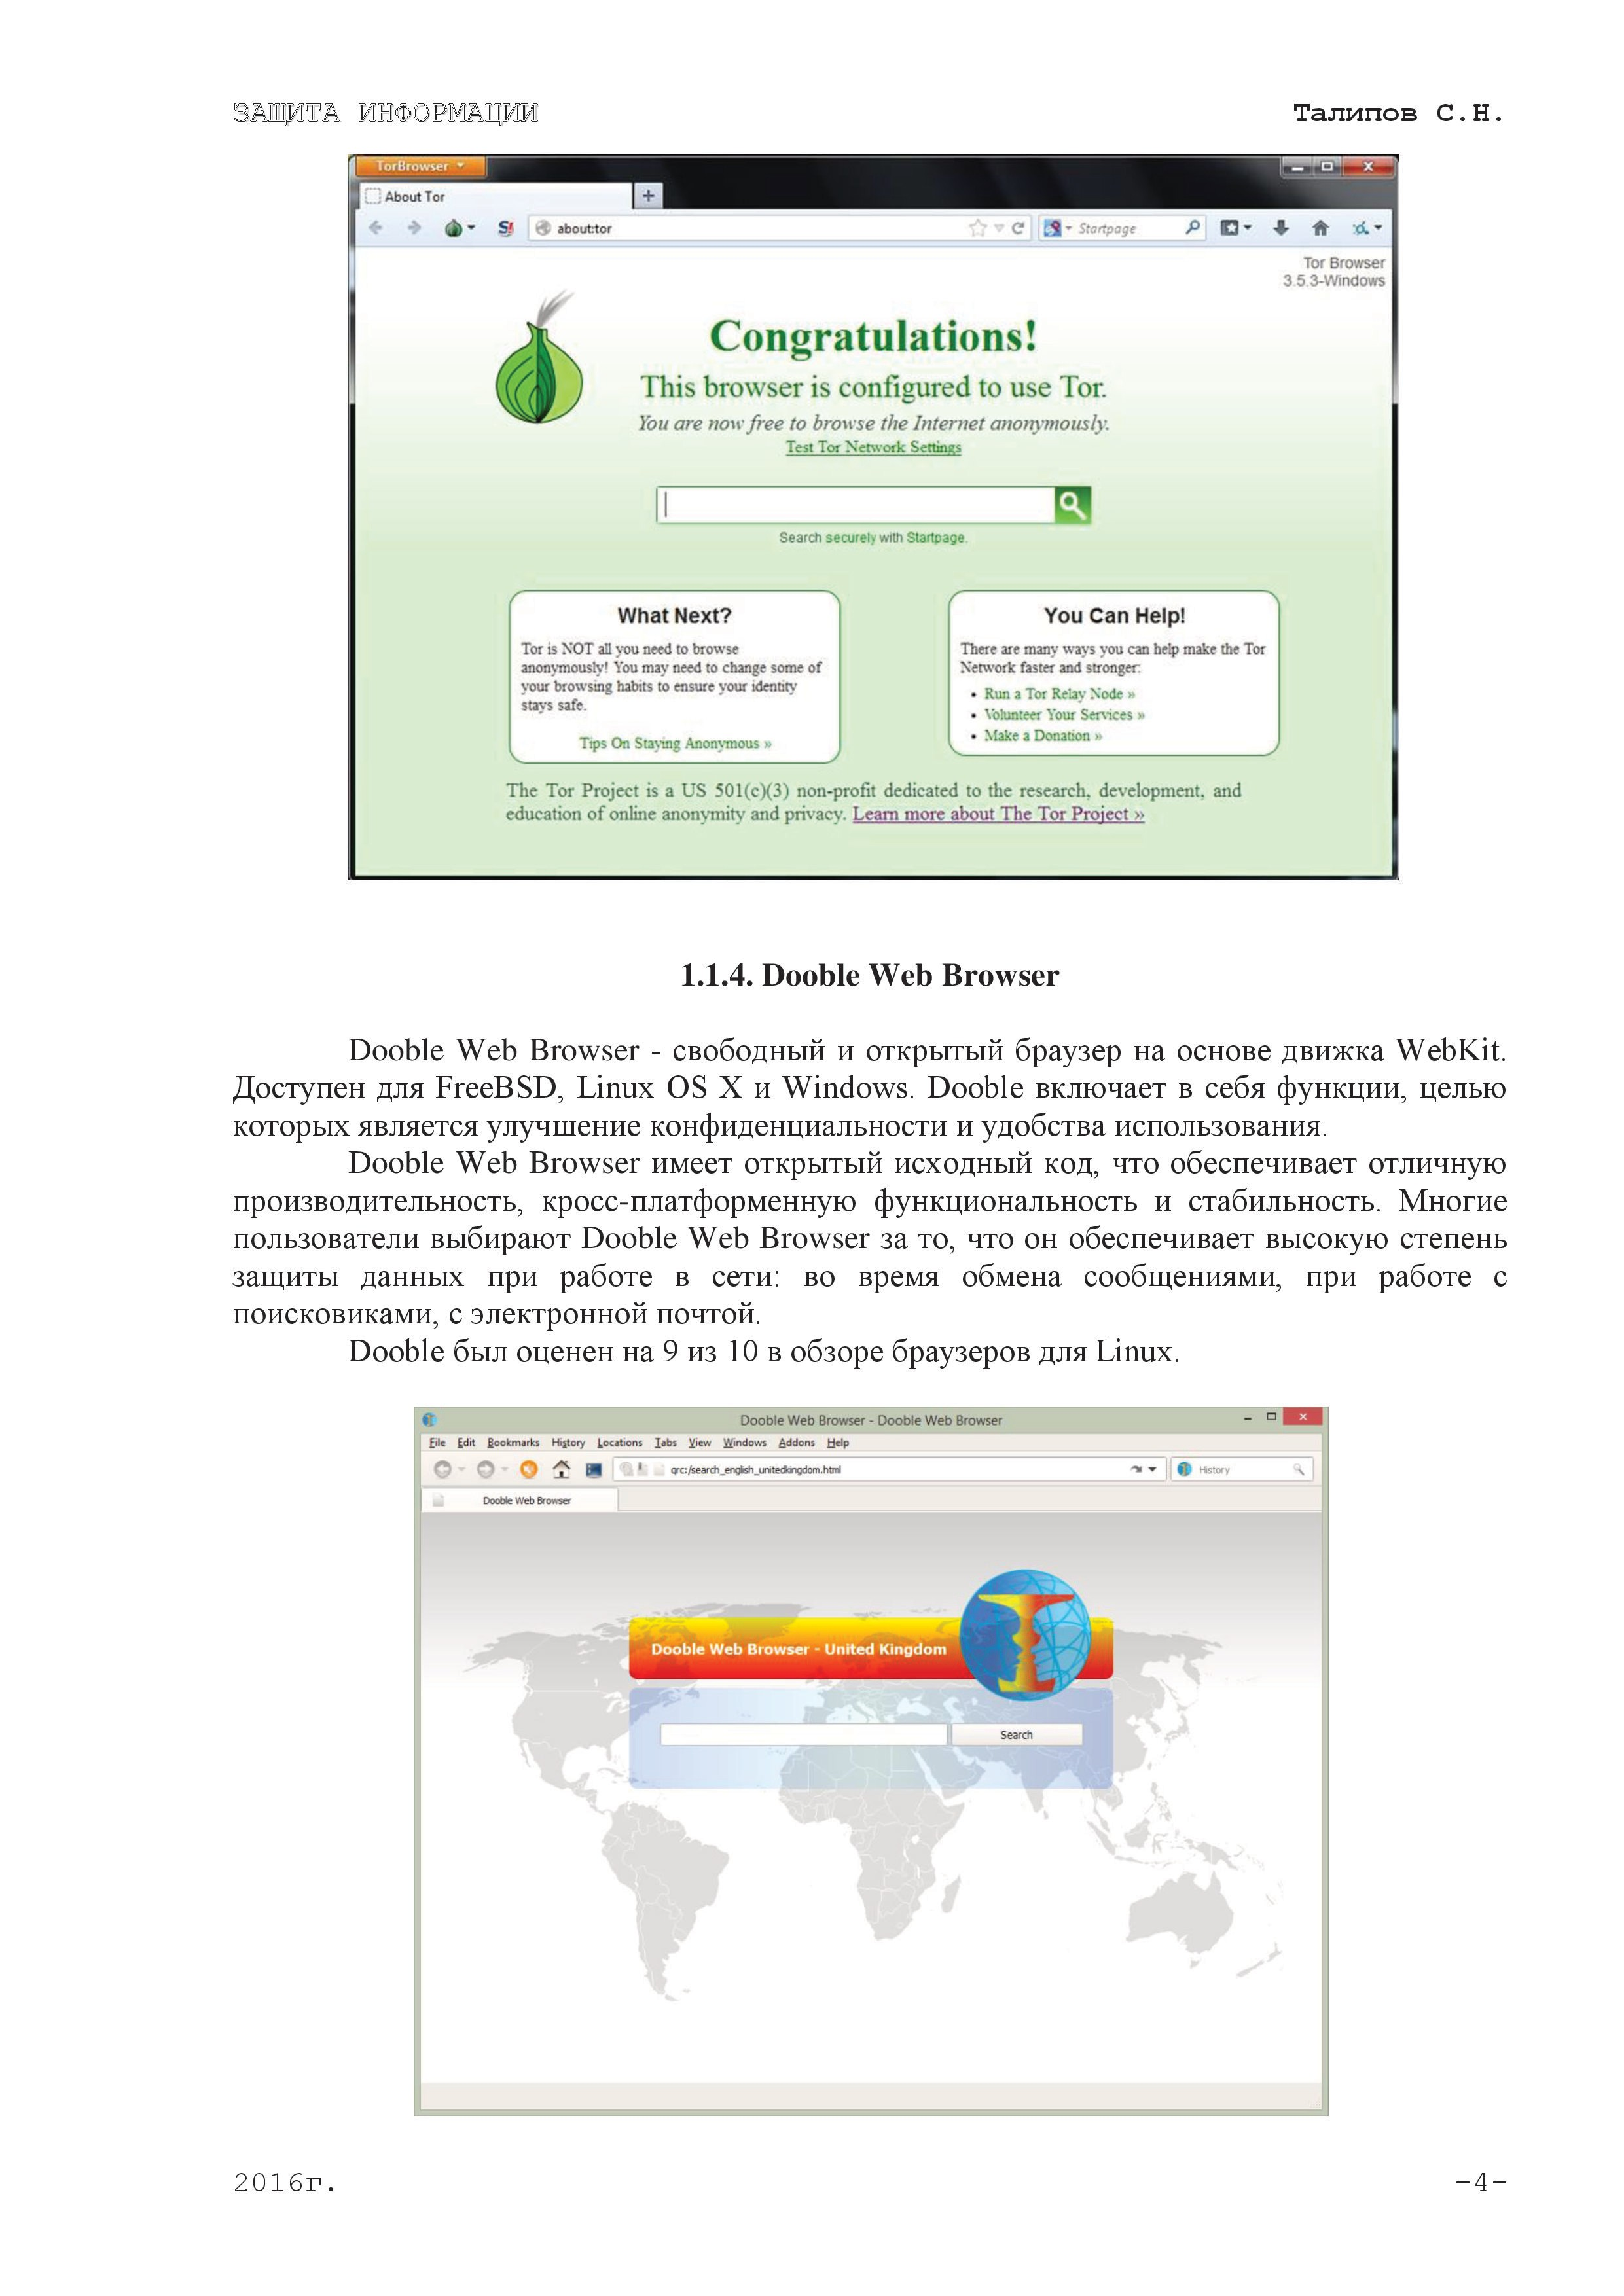 ЗАЩИТА ИНФОРМАЦИИ
Талипов С.Н.
TorBrowser
About Tor
about:tor
Startpage
Tor Browser
3.5.3-Windows
Congratulations!
This browser is configured to use Tor.
You are now free to browse the Internet anonymously.
Test Tor Network Settings
Search securely with Startpage.
What Next?
Tor is NOT all you need to browse
anonymously! You may need to change some of
your browsing habits to ensure your identity
stays safe.
Tips On Staying Anonymous »
You Can Help!
There are many ways you can help make the Tor
Network faster and stronger:
• Run a Tor Relay Node »
• Volunteer Your Services »
• Make a Donation »
The Tor Project is a US 501(c)(3) non-profit dedicated to the research, development, and
education of online anonymity and privacy. Learn more about The Tor Project »
1.1.4. Dooble Web Browser
Dooble Web Browser - свободный и открытый браузер на основе движка WebKit.
Доступен для FreeBSD, Linux OS X и Windows. Dooble включает в себя функции, целью
которых является улучшение конфиденциальности и удобства использования.
Dooble Web Browser имеет открытый исходный код, что обеспечивает отличную
производительность, кросс-платформенную функциональность и стабильность. Многие
пользователи выбирают Dooble Web Browser за то, что он обеспечивает высокую степень
защиты данных при работе в сети: во время обмена сообщениями, при работе с
поисковиками, с электронной почтой.
Dooble был оценен на 9 из 10 в обзоре браузеров для Linux.
Dooble Web Browser - Dooble Web Browser
File Edit Bookmarks History Locations Tabs View Windows Addons Help
qrc:/search_english_unitedkingdom.html
History
Dooble Web Browser
Dooble Web Browser - United Kingdom
Search
2016г.
-4-